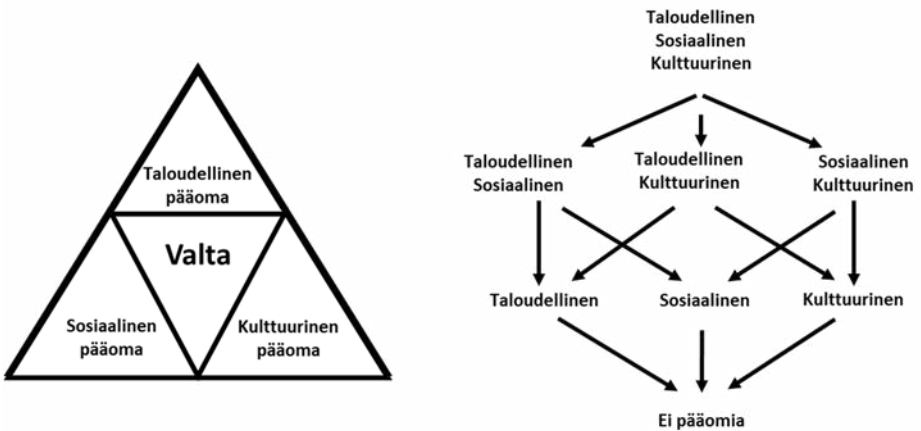 Taloudellinen
pääoma
Valta
Sosiaalinen
pääoma
Kulttuurinen
pääoma
Taloudellinen
Sosiaalinen
Kulttuurinen
Taloudellinen
Sosiaalinen
Taloudellinen
Kulttuurinen
Sosiaalinen
Kulttuurinen
Taloudellinen
Sosiaalinen
Kulttuurinen
Ei pääomia